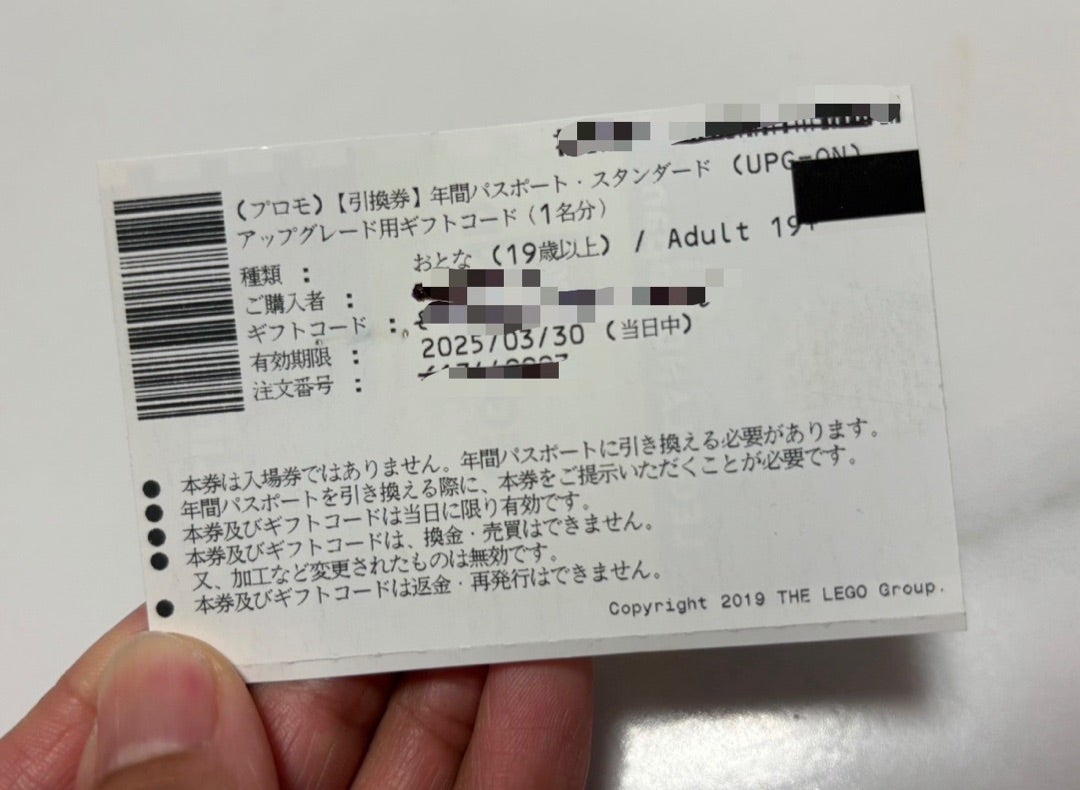 (プロモ)【引換券】年間パスポート・スタンダード (UPG-ON)
アップグレード用ギフトコード(1名分)
種類 : おとな (19歳以上) / Adult 19+
ご購入者 :
ギフトコード :
有効期限 : 2025/03/30 (当日中)
注文番号 :
● 本券は入場券ではありません。年間パスポートに引き換える必要があります。
● 年間パスポートを引き換える際に、本券をご提示いただくことが必要です。
● 本券及びギフトコードは当日に限り有効です。
● 本券及びギフトコードは、換金・売買はできません。
又、加工など変更されたものは無効です。
● 本券及びギフトコードは返金・再発行はできません。
Copyright 2019 THE LEGO Group.